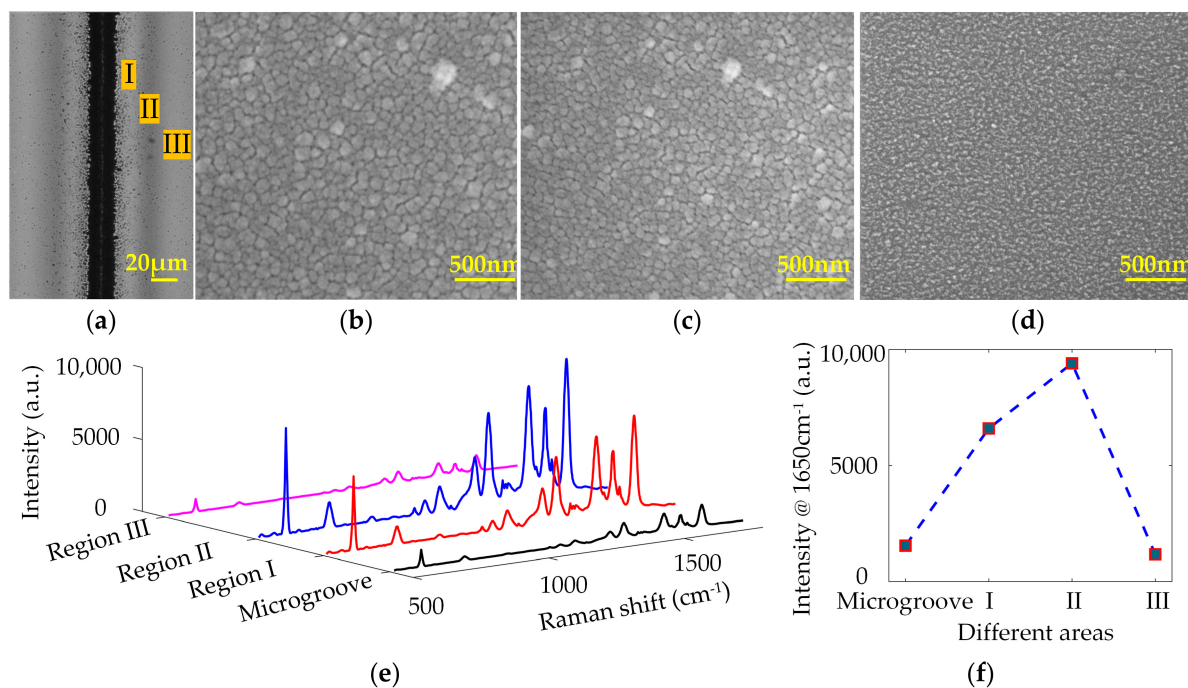 I
II
III
20μm
500nm
500nm
500nm
(a)
(b)
(c)
(d)
10,000
5000
0
Intensity (a.u.)
Region III
Region II
Region I
Microgroove
500
1000
1500
Raman shift (cm-1)
(e)
10,000
5000
0
Intensity @ 1650cm-1 (a.u.)
Microgroove I II III
Different areas
(f)